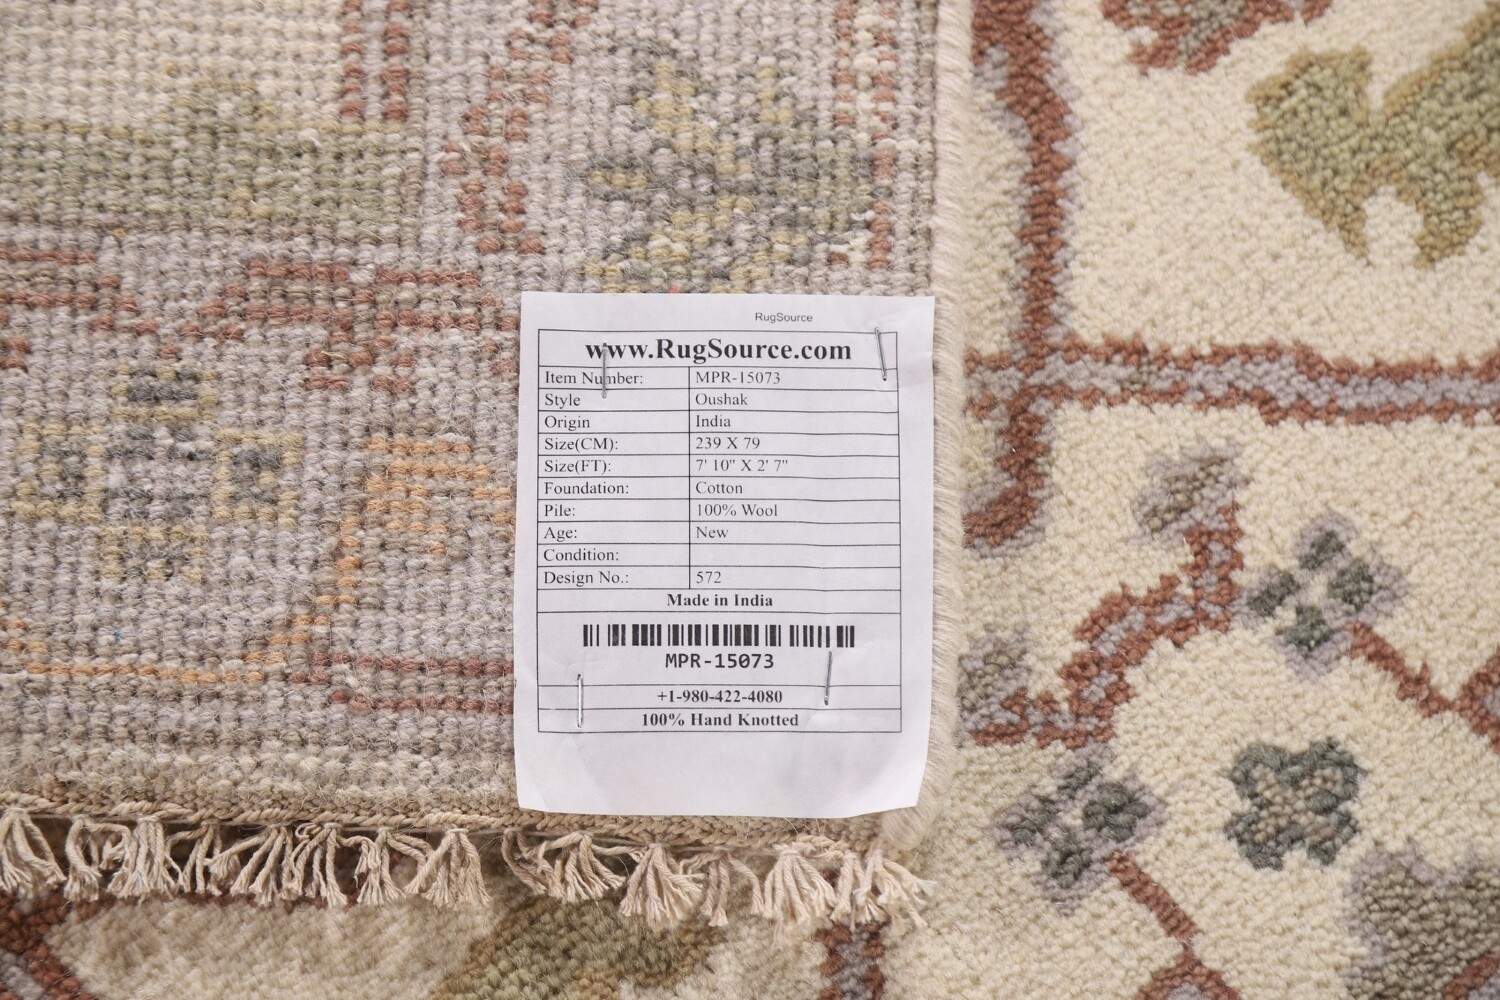 RugSource
www.RugSource.com
Item Number: MPR-15073
Style Oushak
Origin India
Size(CM): 239 X 79
Size(FT): 7' 10" X 2' 7"
Foundation: Cotton
Pile: 100% Wool
Age: New
Condition:
Design No.: 572
Made in India
MPR-15073
+1-980-422-4080
100% Hand Knotted